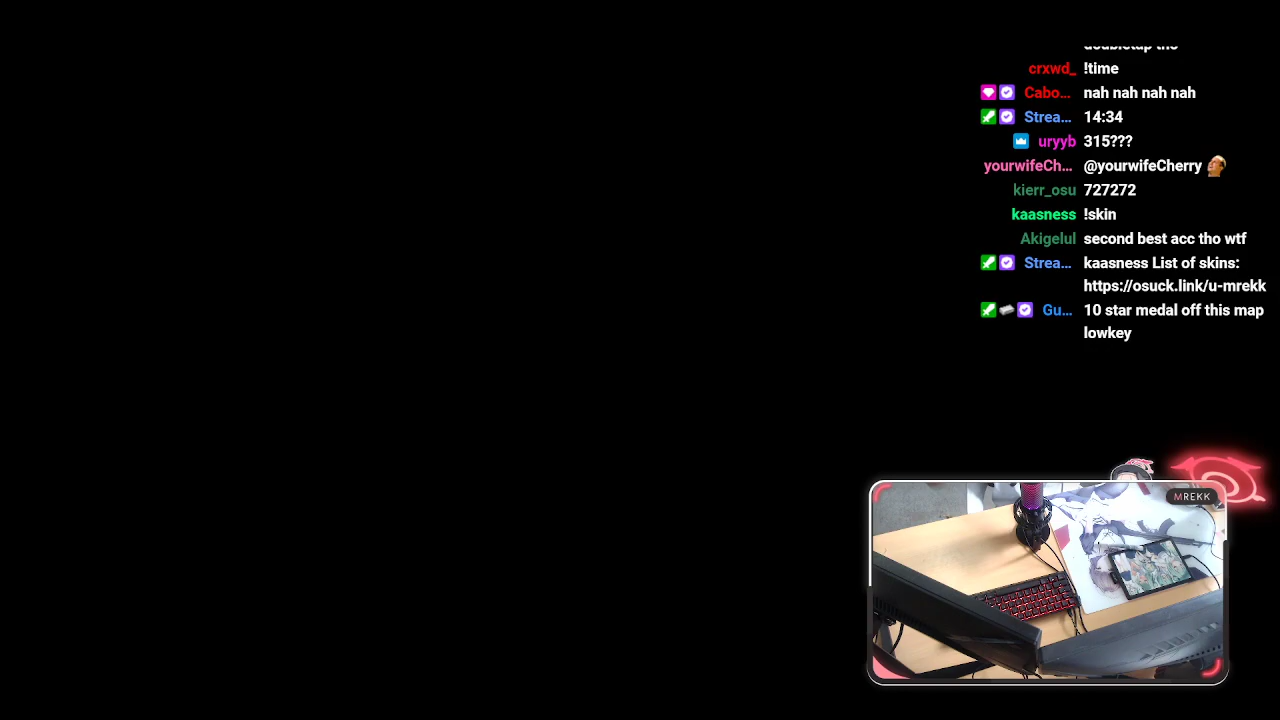 doubletap tho
crxwd_ !time
Cabo... nah nah nah nah
Strea... 14:34
uryyb 315???
yourwifeCh... @yourwifeCherry
kierr_osu 727272
kaasness !skin
Akigelul second best acc tho wtf
Strea... kaasness List of skins:
https://osuck.link/u-mrekk
Gu... 10 star medal off this map
lowkey
MREKK